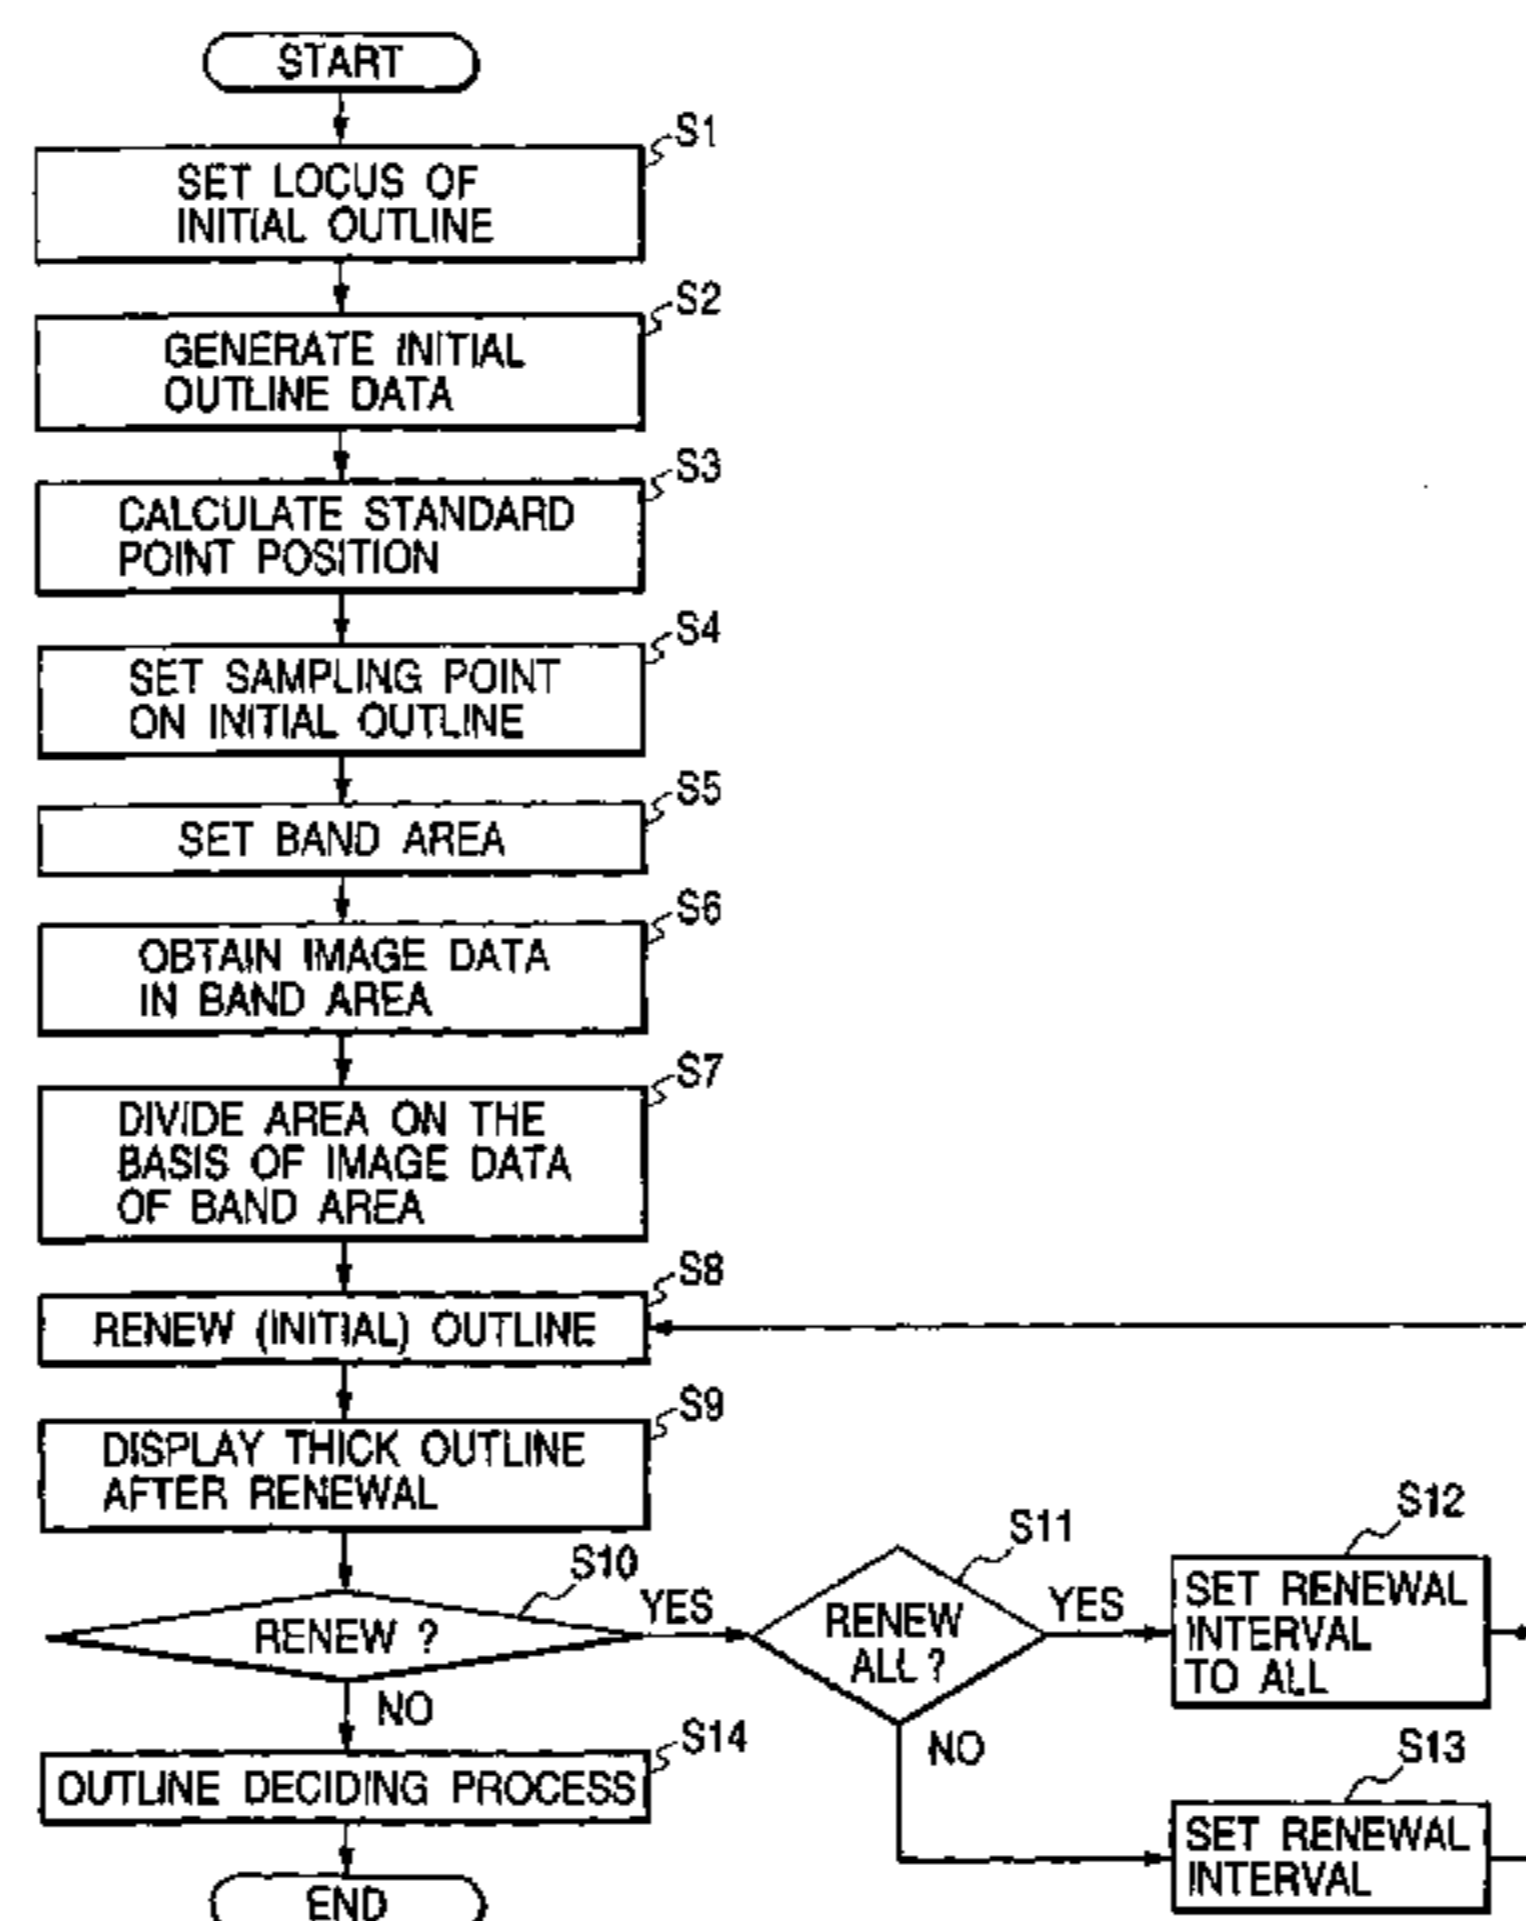 START
S1
SET LOCUS OF
INITIAL OUTLINE
S2
GENERATE INITIAL
OUTLINE DATA
S3
CALCULATE STANDARD
POINT POSITION
S4
SET SAMPLING POINT
ON INITIAL OUTLINE
S5
SET BAND AREA
S6
OBTAIN IMAGE DATA
IN BAND AREA
S7
DIVIDE AREA ON THE
BASIS OF IMAGE DATA
OF BAND AREA
S8
RENEW (INITIAL) OUTLINE
S9
DISPLAY THICK OUTLINE
AFTER RENEWAL
S10
RENEW ?
YES
NO
S11
RENEW
ALL ?
YES
NO
S12
SET RENEWAL
INTERVAL
TO ALL
S13
SET RENEWAL
INTERVAL
S14
OUTLINE DECIDING PROCESS
END